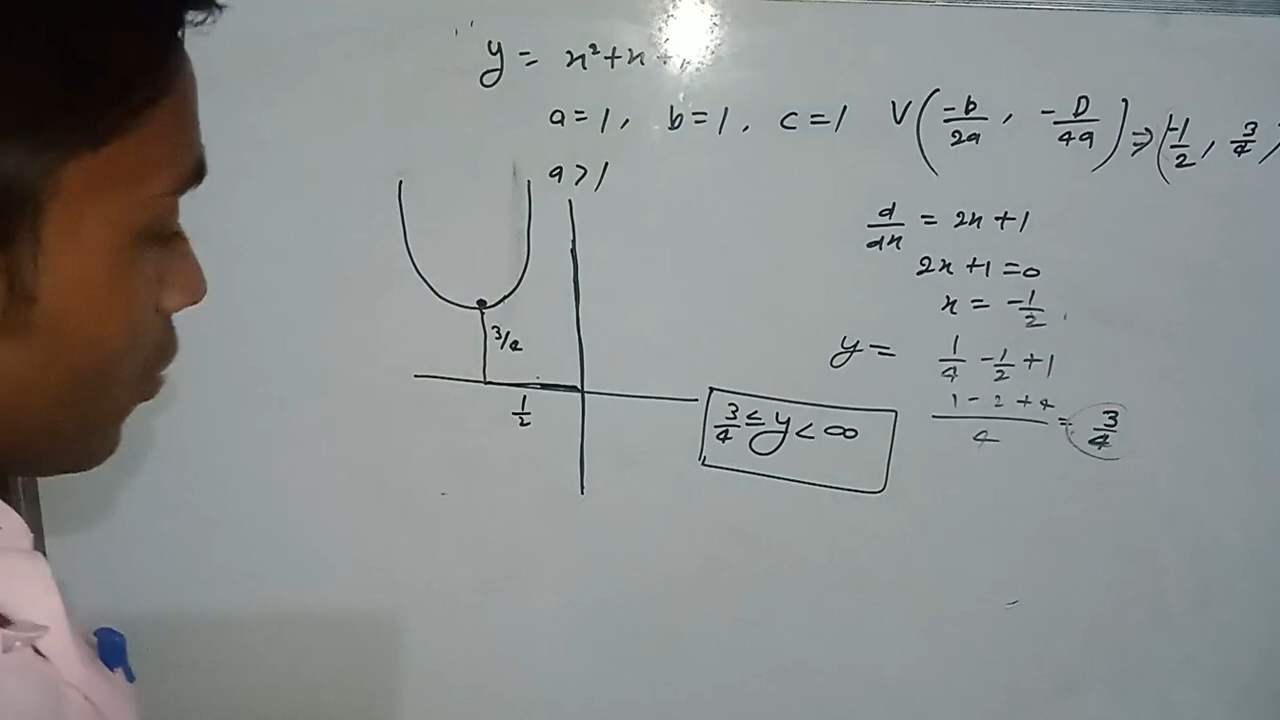 y = x² + x +
a = 1, b = 1, c = 1 V(-b/2a, -D/4a) ⇒ (-1/2, 3/4)
a > 1
d/dx = 2x + 1
2x + 1 = 0
x = -1/2
3/4
y = 1/4 - 1/2 + 1
1 - 2 + 4 / 4 = 3/4
1/2
3/4 ≤ y < ∞